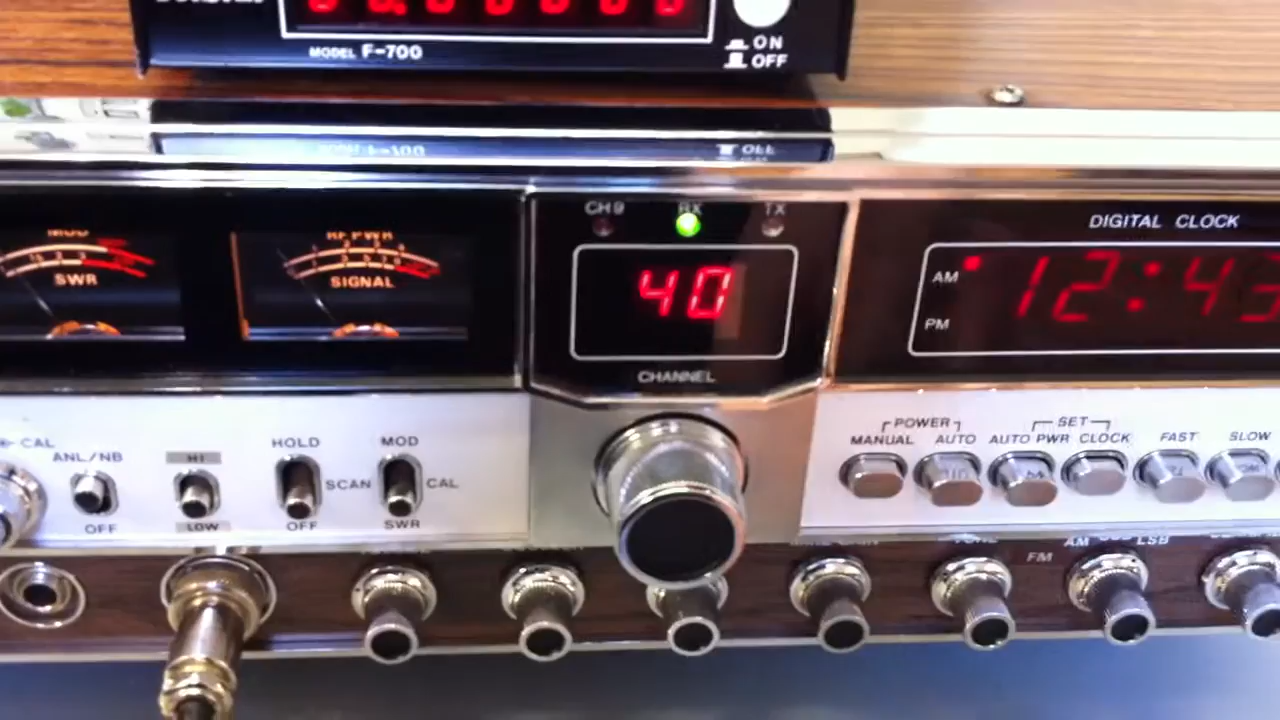 MODEL F-700
ON
OFF
CH9 RX TX
DIGITAL CLOCK
MOD
SWR
RF PWR
SIGNAL
40
CHANNEL
AM
PM
12:43
CAL
ANL/NB
OFF
HI
LOW
HOLD
SCAN
OFF
MOD
CAL
SWR
POWER
SET
MANUAL AUTO AUTO PWR CLOCK FAST SLOW
FM
AM
LSB